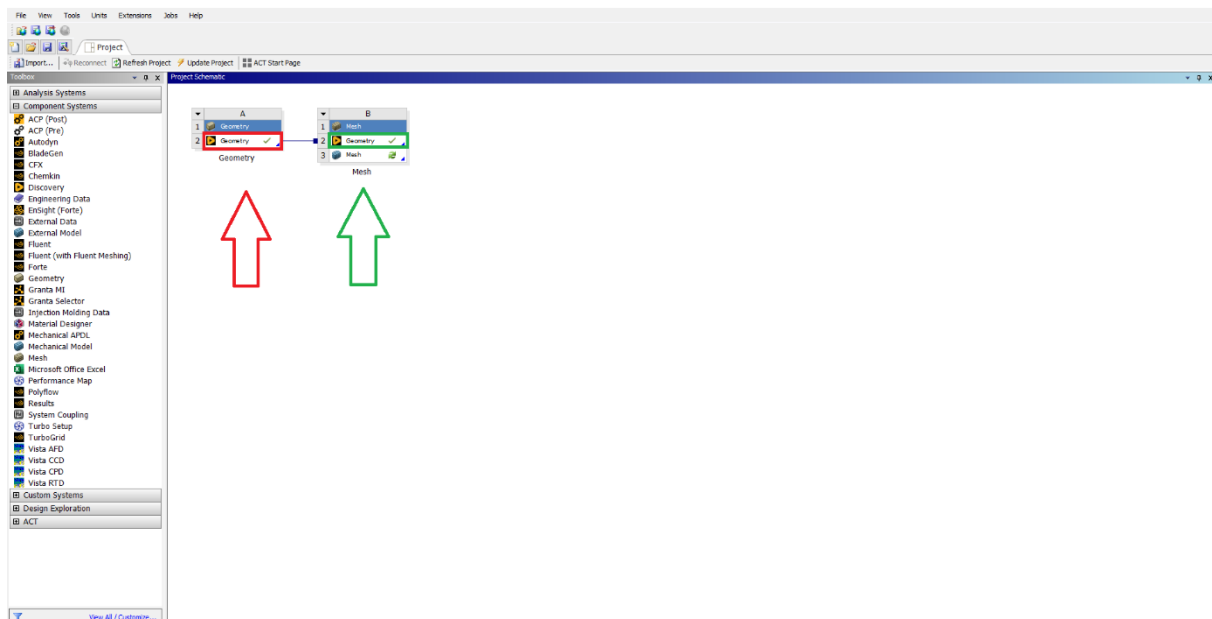 File View Tools Units Extensions Jobs Help
Project
Import... Reconnect Refresh Project Update Project ACT Start Page
Toolbox
Project Schematic
Analysis Systems
Component Systems
ACP (Post)
ACP (Pre)
Autodyn
BladeGen
CFX
Chemkin
Discovery
Engineering Data
EnSight (Forte)
External Data
External Model
Fluent
Fluent (with Fluent Meshing)
Forte
Geometry
Granta MI
Granta Selector
Injection Molding Data
Material Designer
Mechanical APDL
Mechanical Model
Mesh
Microsoft Office Excel
Performance Map
Polyflow
Results
System Coupling
Turbo Setup
TurboGrid
Vista AFD
Vista CCD
Vista CPD
Vista RTD
Custom Systems
Design Exploration
ACT
View All / Customize...
A
1 Geometry
2 Geometry
Geometry
B
1 Mesh
2 Geometry
3 Mesh
Mesh